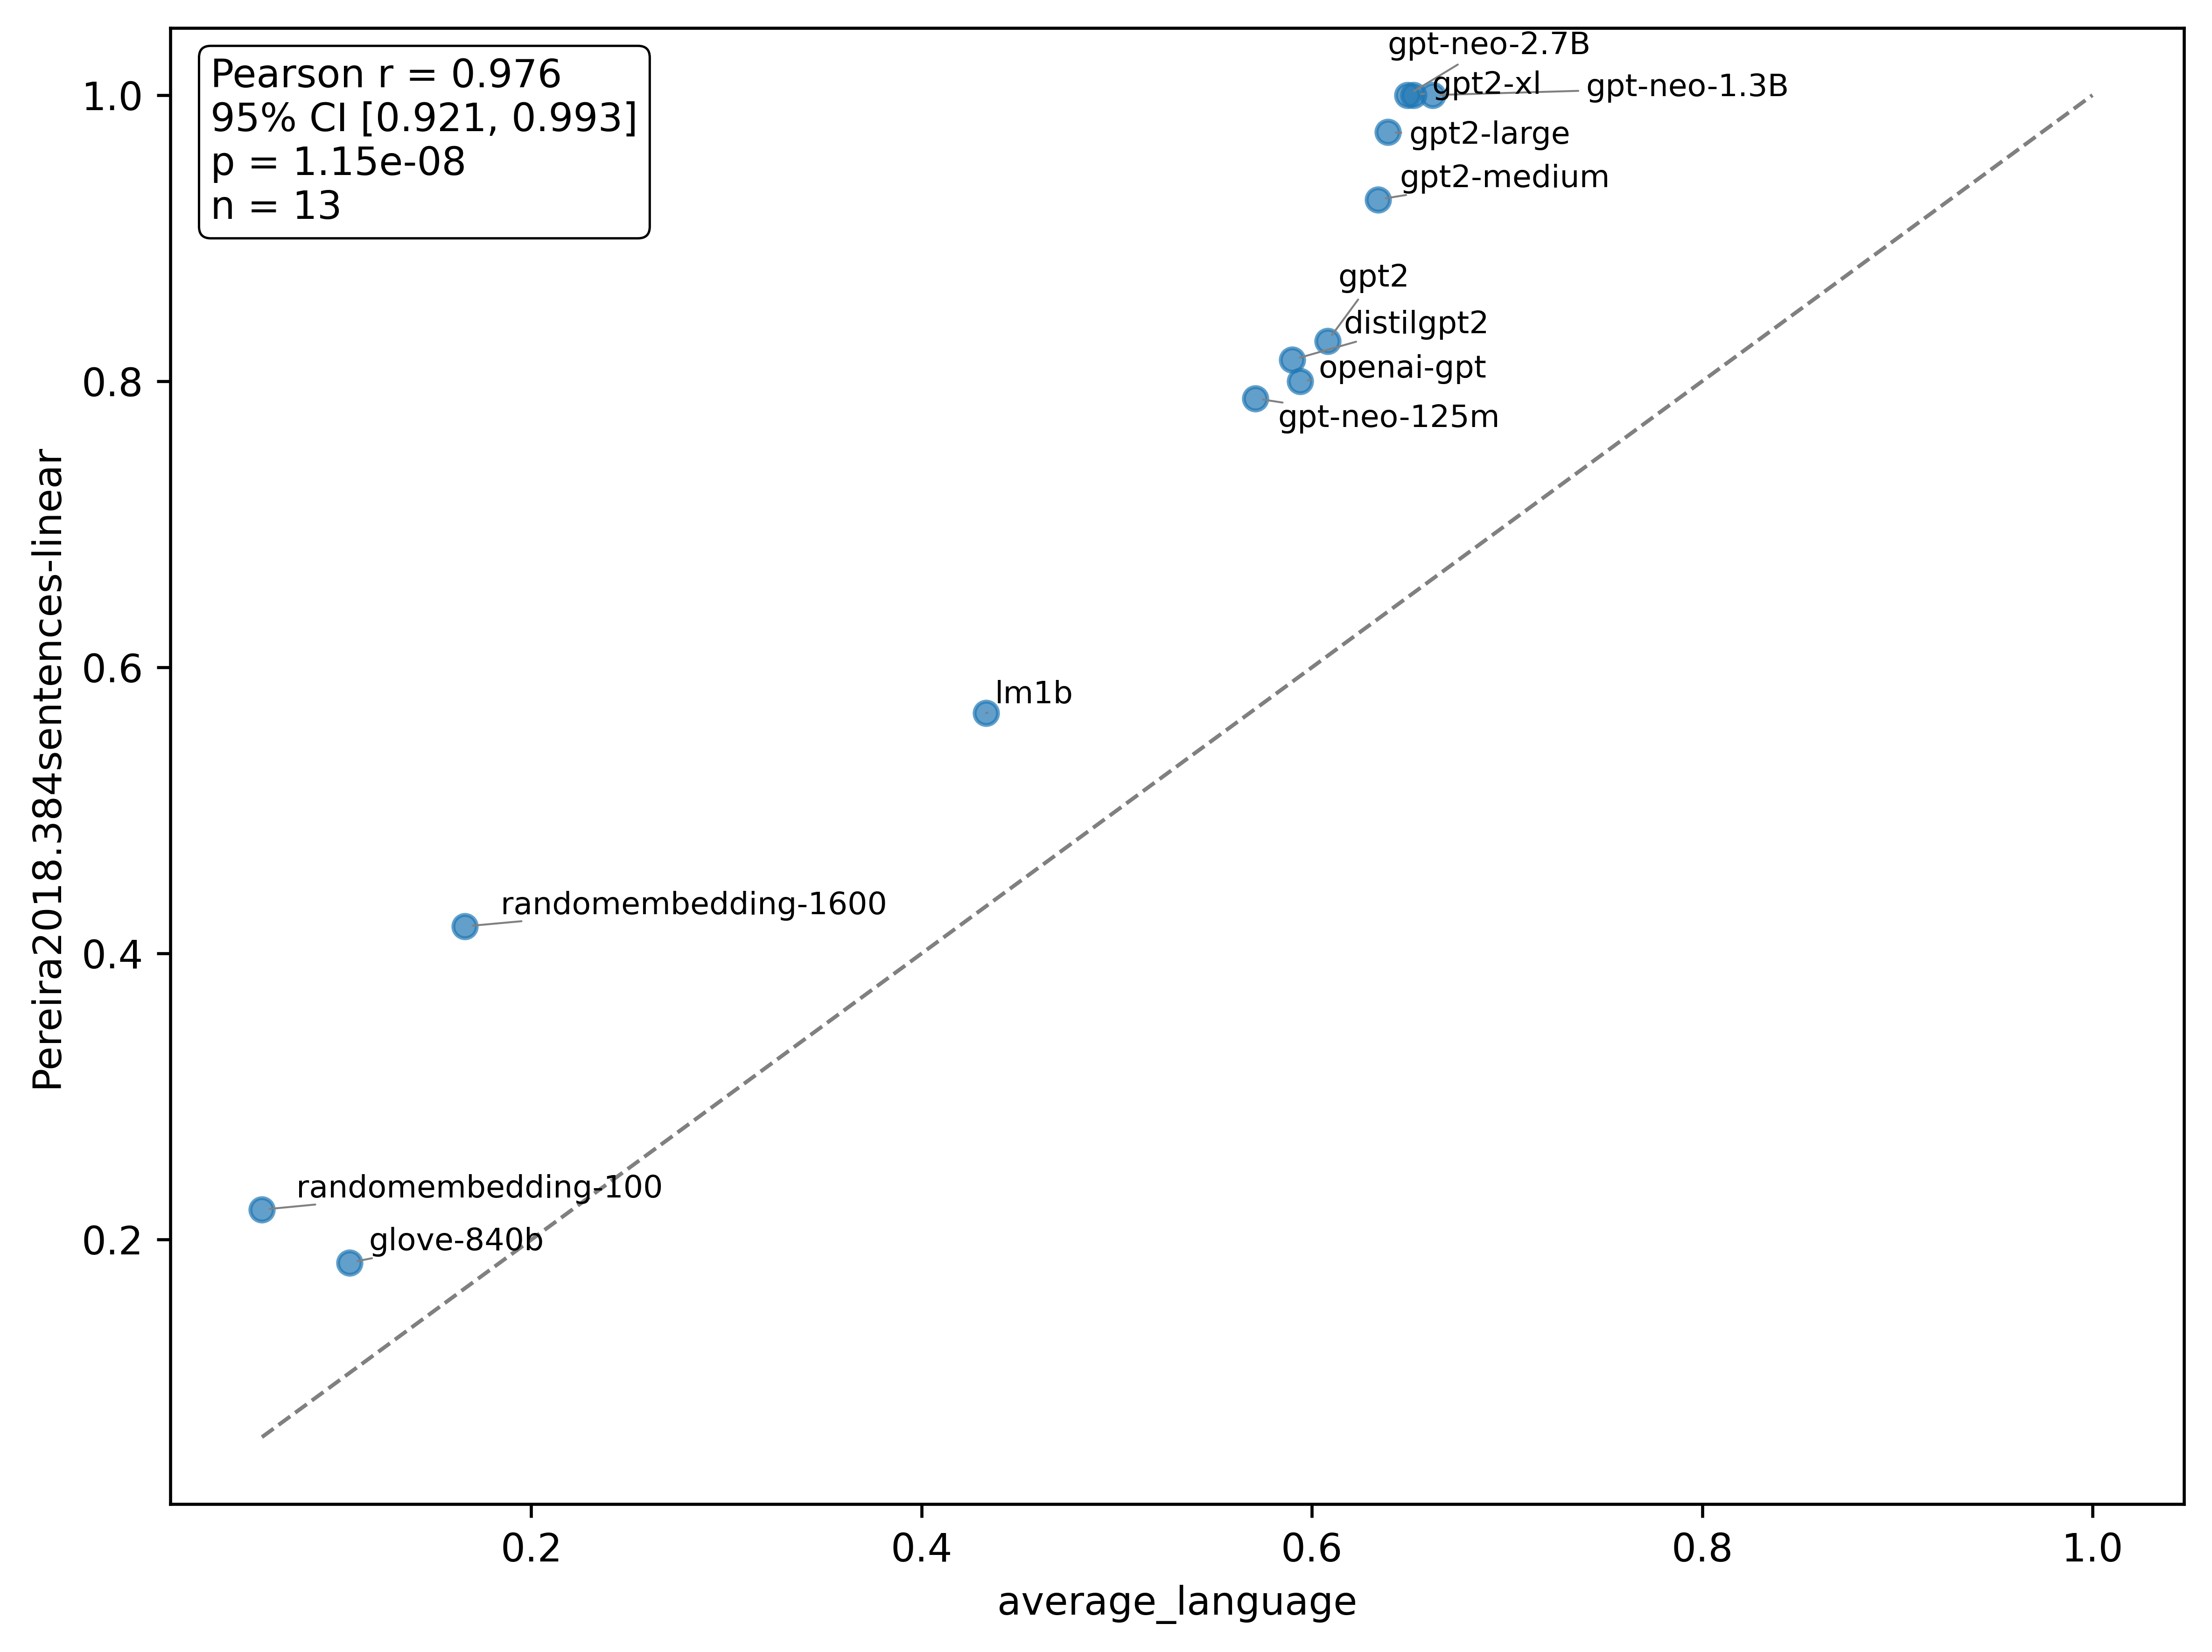 Pearson r = 0.976
95% CI [0.921, 0.993]
p = 1.15e-08
n = 13
gpt-neo-2.7B
gpt2-xl
gpt-neo-1.3B
gpt2-large
gpt2-medium
gpt2
distilgpt2
openai-gpt
gpt-neo-125m
lm1b
randomembedding-1600
randomembedding-100
glove-840b
1.0
0.8
0.6
0.4
0.2
Pereira2018.384sentences-linear
0.2
0.4
0.6
0.8
1.0
average_language